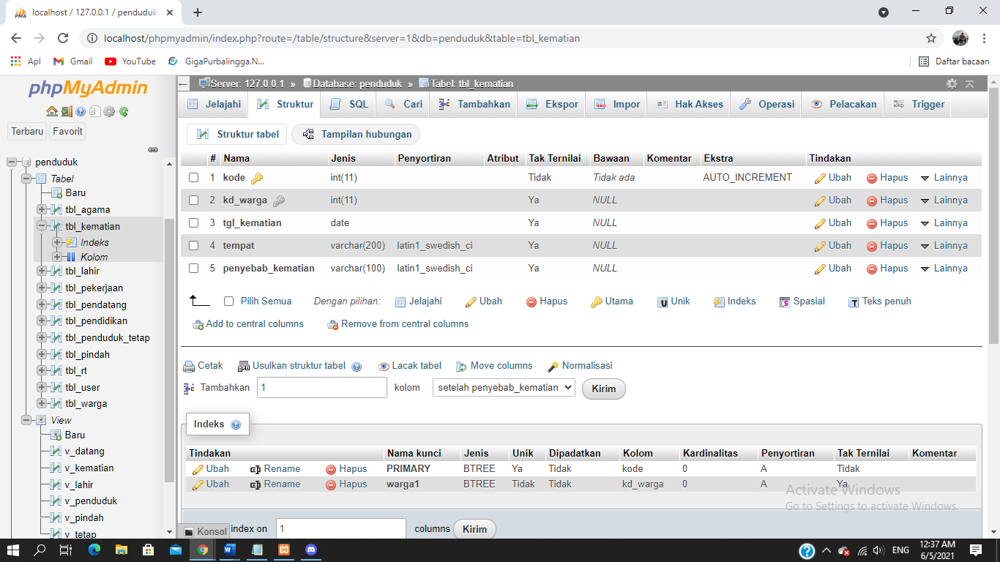 localhost / 127.0.0.1 / penduduk
localhost/phpmyadmin/index.php?route=/table/structure&server=1&db=penduduk&table=tbl_kematian
Apl Gmail YouTube GigaPurbalingga.N... Daftar bacaan
phpMyAdmin
Terbaru Favorit
penduduk
Tabel
Baru
tbl_agama
tbl_kematian
Indeks
Kolom
tbl_lahir
tbl_pekerjaan
tbl_pendatang
tbl_pendidikan
tbl_penduduk_tetap
tbl_pindah
tbl_rt
tbl_user
tbl_warga
View
Baru
v_datang
v_kematian
v_lahir
v_penduduk
v_pindah
v_tetap
Server: 127.0.0.1 » Database: penduduk » Tabel: tbl_kematian
Jelajahi Struktur SQL Cari Tambahkan Ekspor Impor Hak Akses Operasi Pelacakan Trigger
Struktur tabel Tampilan hubungan
# Nama Jenis Penyortiran Atribut Tak Ternilai Bawaan Komentar Ekstra Tindakan
1 kode int(11) Tidak Tidak ada AUTO_INCREMENT Ubah Hapus Lainnya
2 kd_warga int(11) Ya NULL Ubah Hapus Lainnya
3 tgl_kematian date Ya NULL Ubah Hapus Lainnya
4 tempat varchar(200) latin1_swedish_ci Ya NULL Ubah Hapus Lainnya
5 penyebab_kematian varchar(100) latin1_swedish_ci Ya NULL Ubah Hapus Lainnya
Pilih Semua Dengan pilihan: Jelajahi Ubah Hapus Utama Unik Indeks Spasial Teks penuh
Add to central columns Remove from central columns
Cetak Usulkan struktur tabel Lacak tabel Move columns Normalisasi
Tambahkan 1 kolom setelah penyebab_kematian Kirim
Indeks
Tindakan Nama kunci Jenis Unik Dipadatkan Kolom Kardinalitas Penyortiran Tak Ternilai Komentar
Ubah Rename Hapus PRIMARY BTREE Ya Tidak kode 0 A Tidak
Ubah Rename Hapus warga1 BTREE Tidak Tidak kd_warga 0 A Ya
Activate Windows
Go to Settings to activate Windows.
Konsol index on 1 columns Kirim
ENG
12:37 AM
6/5/2021